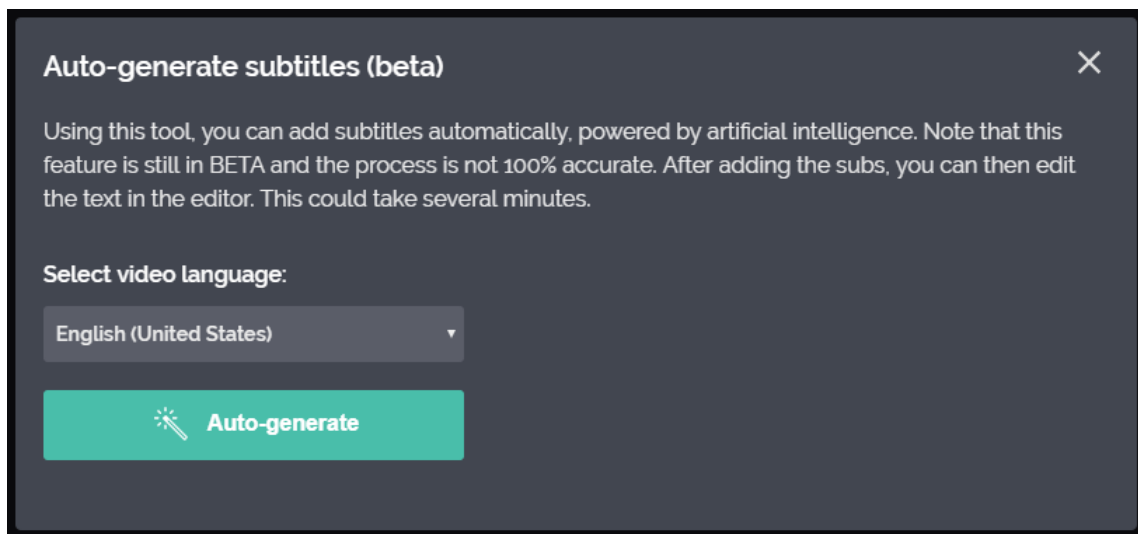 Auto-generate subtitles (beta)
Using this tool, you can add subtitles automatically, powered by artificial intelligence. Note that this
feature is still in BETA and the process is not 100% accurate. After adding the subs, you can then edit
the text in the editor. This could take several minutes.
Select video language:
English (United States)
Auto-generate